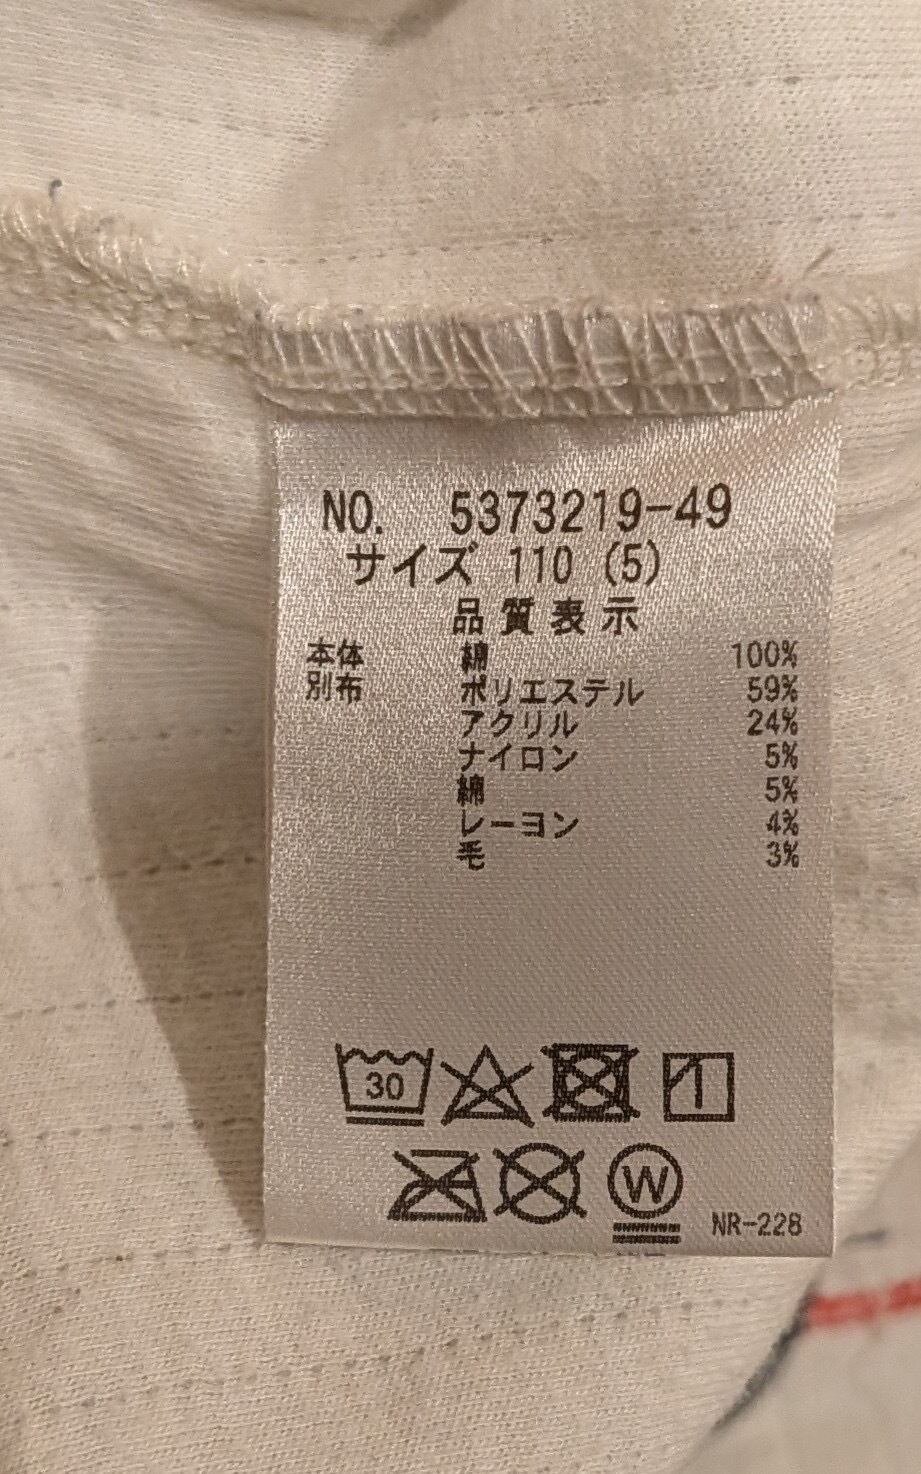 NO. 5373219-49
サイズ 110 (5)
品質表示
本体 綿 100%
別布 ポリエステル 59%
アクリル 24%
ナイロン 5%
綿 5%
レーヨン 4%
毛 3%
30
W
NR-228